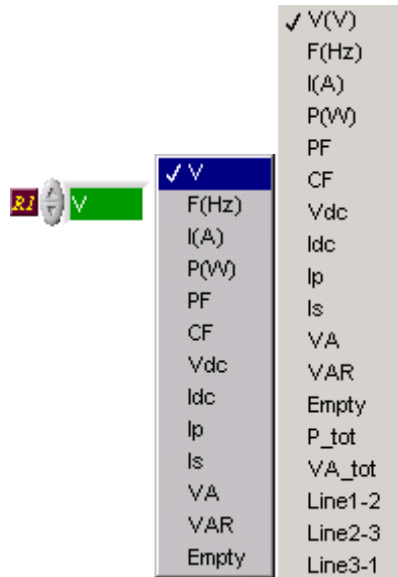 R1 V
✓ V
F(Hz)
I(A)
P(W)
PF
CF
Vdc
Idc
Ip
Is
VA
VAR
Empty
✓ V(V)
F(Hz)
I(A)
P(W)
PF
CF
Vdc
Idc
Ip
Is
VA
VAR
Empty
P_tot
VA_tot
Line1-2
Line2-3
Line3-1